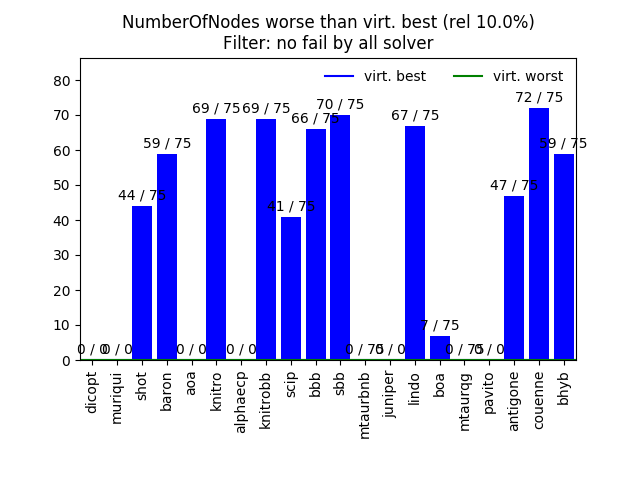 NumberOfNodes worse than virt. best (rel 10.0%)
Filter: no fail by all solver
virt. best
virt. worst
80
70
60
50
40
30
20
10
0
0 / 0
0 / 0
44 / 75
59 / 75
0 / 0
69 / 75
0 / 0
69 / 75
41 / 75
66 / 75
70 / 75
0 / 75
0 / 0
67 / 75
7 / 75
0 / 75
0 / 0
47 / 75
72 / 75
59 / 75
dicopt
muriqui
shot
baron
aoa
knitro
alphaecp
knitrobb
scip
bbb
sbb
mtaurbnb
juniper
lindo
boa
mtaurqg
pavito
antigone
couenne
bhyb